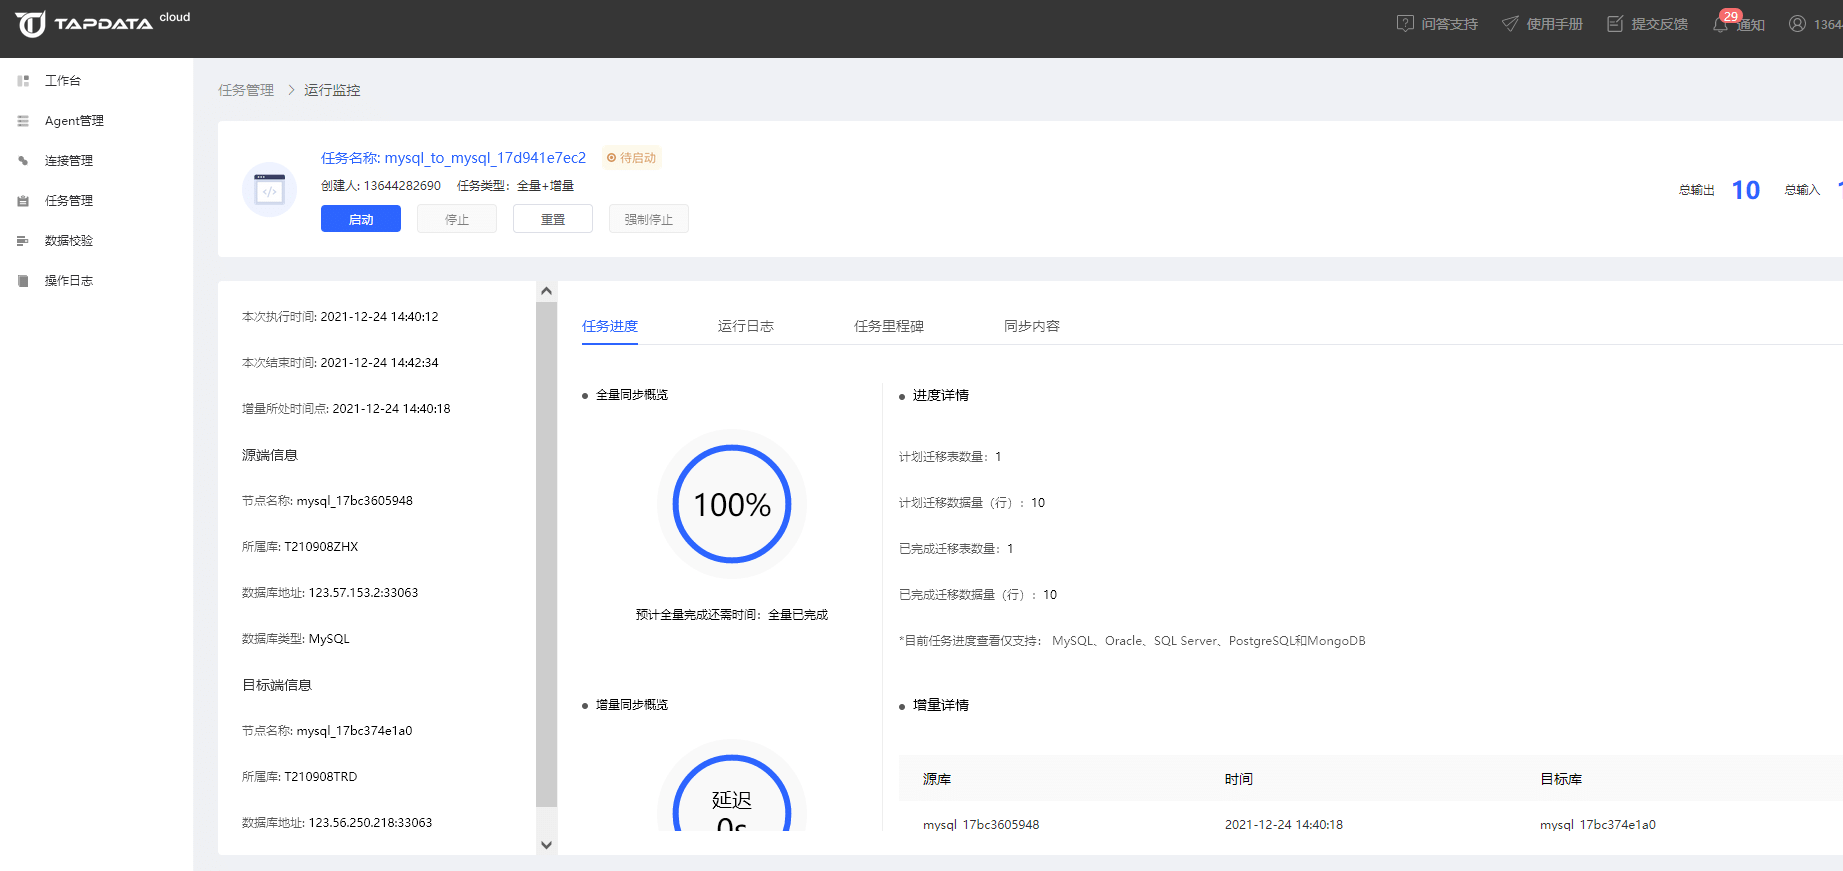 TAPDATA cloud
问答支持
使用手册
提交反馈
29
通知
1364
工作台
Agent管理
连接管理
任务管理
数据校验
操作日志
任务管理 > 运行监控
任务名称: mysql_to_mysql_17d941e7ec2
待启动
创建人: 13644282690 任务类型: 全量+增量
启动
停止
重置
强制停止
总输出 10
总输入
本次执行时间: 2021-12-24 14:40:12
本次结束时间: 2021-12-24 14:42:34
增量所处时间点: 2021-12-24 14:40:18
源端信息
节点名称: mysql_17bc3605948
所属库: T210908ZHX
数据库地址: 123.57.153.2:33063
数据库类型: MySQL
目标端信息
节点名称: mysql_17bc374e1a0
所属库: T210908TRD
数据库地址: 123.56.250.218:33063
任务进度
运行日志
任务里程碑
同步内容
全量同步概览
100%
预计全量完成还需时间: 全量已完成
进度详情
计划迁移表数量: 1
计划迁移数据量（行）: 10
已完成迁移表数量: 1
已完成迁移数据量（行）: 10
*目前任务进度查看仅支持: MySQL、Oracle、SQL Server、PostgreSQL和MongoDB
增量同步概览
延迟
0s
增量详情
源库 时间 目标库
mysql_17bc3605948 2021-12-24 14:40:18 mysql_17bc374e1a0